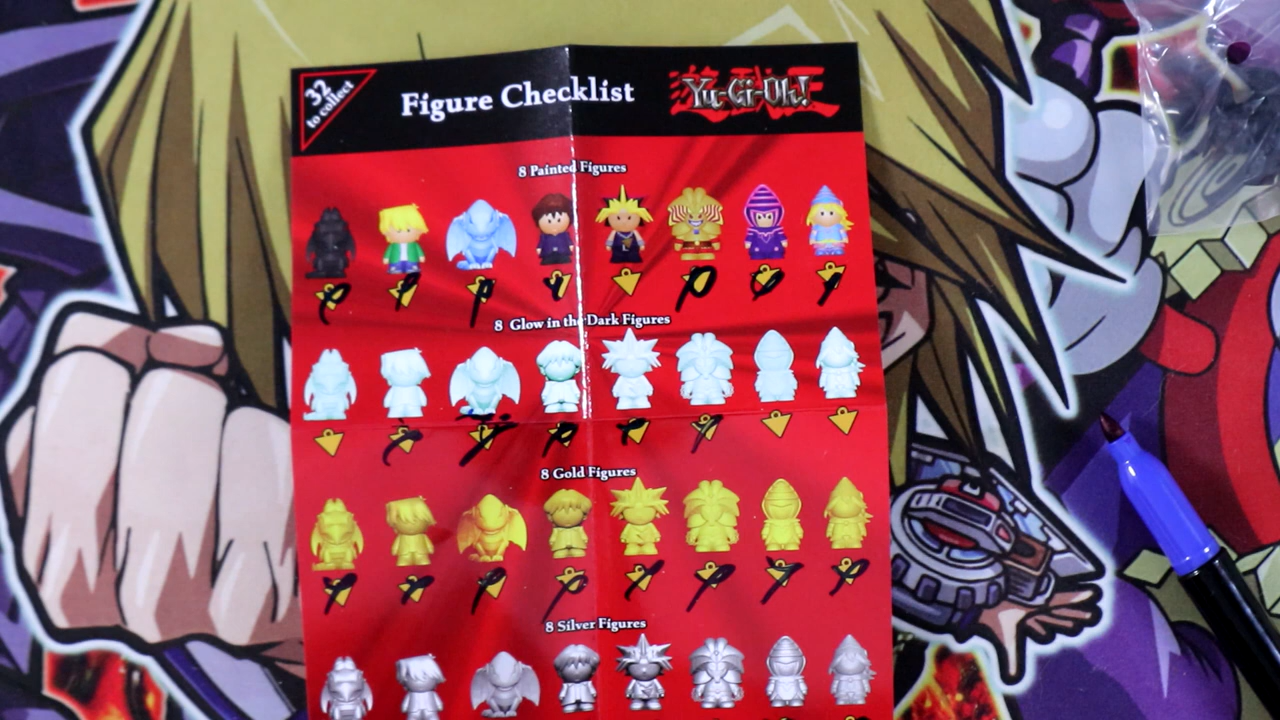 32
to collect
Figure Checklist
Yu-Gi-Oh!
8 Painted Figures
8 Glow in the Dark Figures
8 Gold Figures
8 Silver Figures